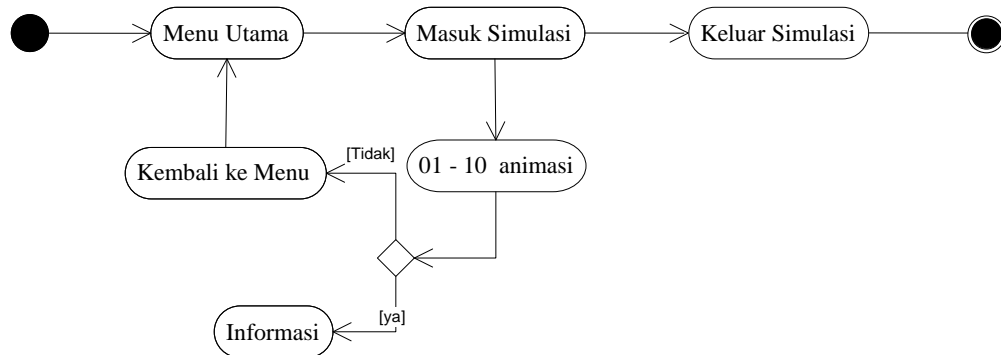 Menu Utama
Masuk Simulasi
Keluar Simulasi
[Tidak]
Kembali ke Menu
01 - 10 animasi
[ya]
Informasi